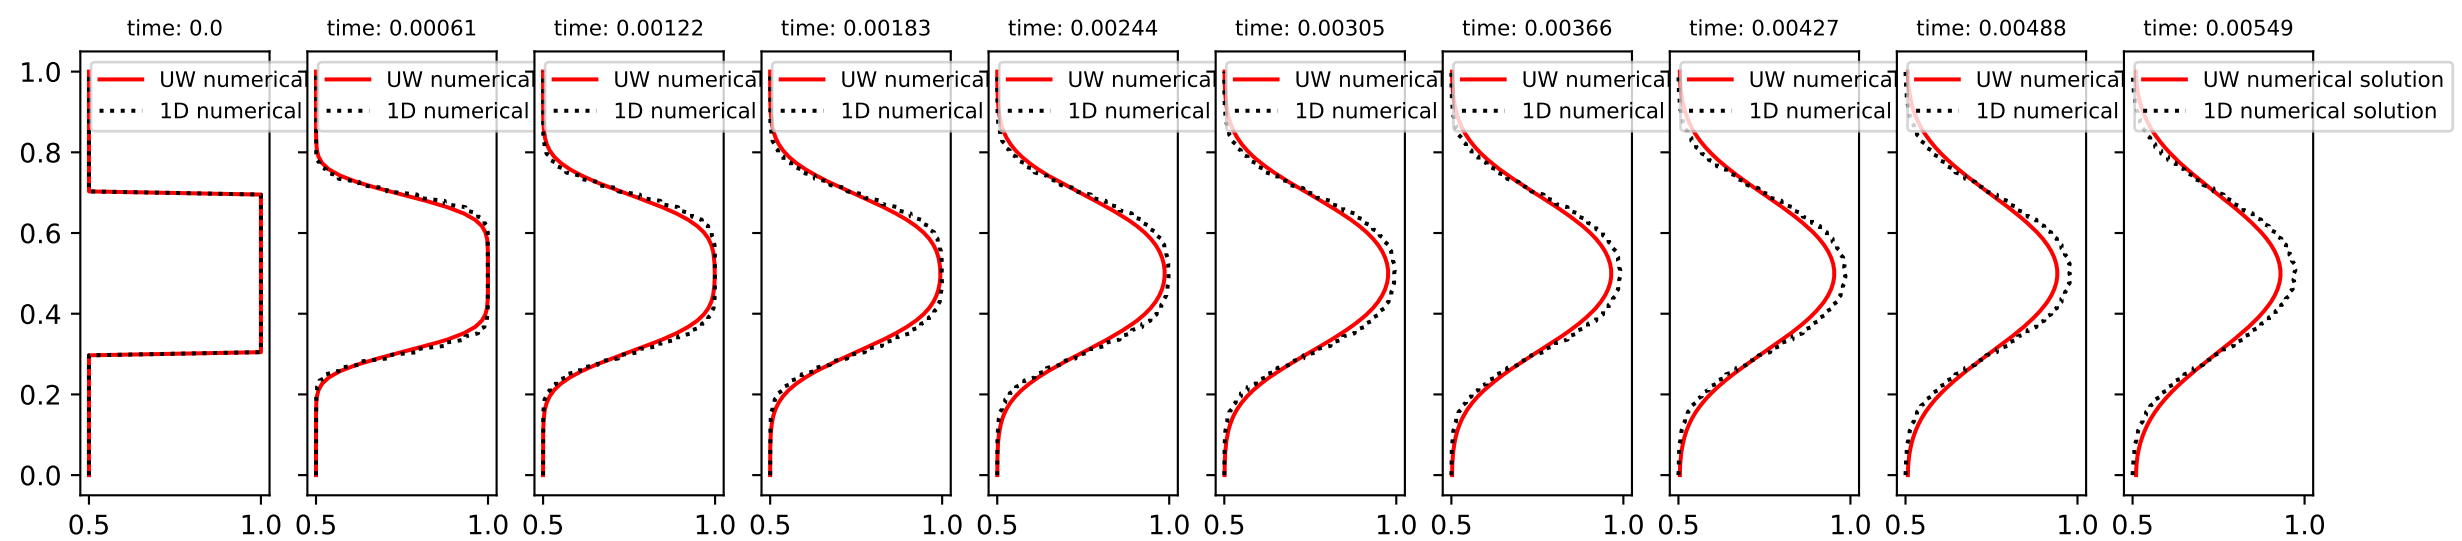 time: 0.0 time: 0.00061 time: 0.00122 time: 0.00183 time: 0.00244 time: 0.00305 time: 0.00366 time: 0.00427 time: 0.00488 time: 0.00549
1.0 UW numerical UW numerical UW numerical UW numerical UW numerical UW numerical UW numerical UW numerical UW numerical UW numerical solution
1D numerical 1D numerical 1D numerical 1D numerical 1D numerical 1D numerical 1D numerical 1D numerical 1D numerical 1D numerical solution
0.8
0.6
0.4
0.2
0.0
0.5 1.0 0.5 1.0 0.5 1.0 0.5 1.0 0.5 1.0 0.5 1.0 0.5 1.0 0.5 1.0 0.5 1.0 0.5 1.0